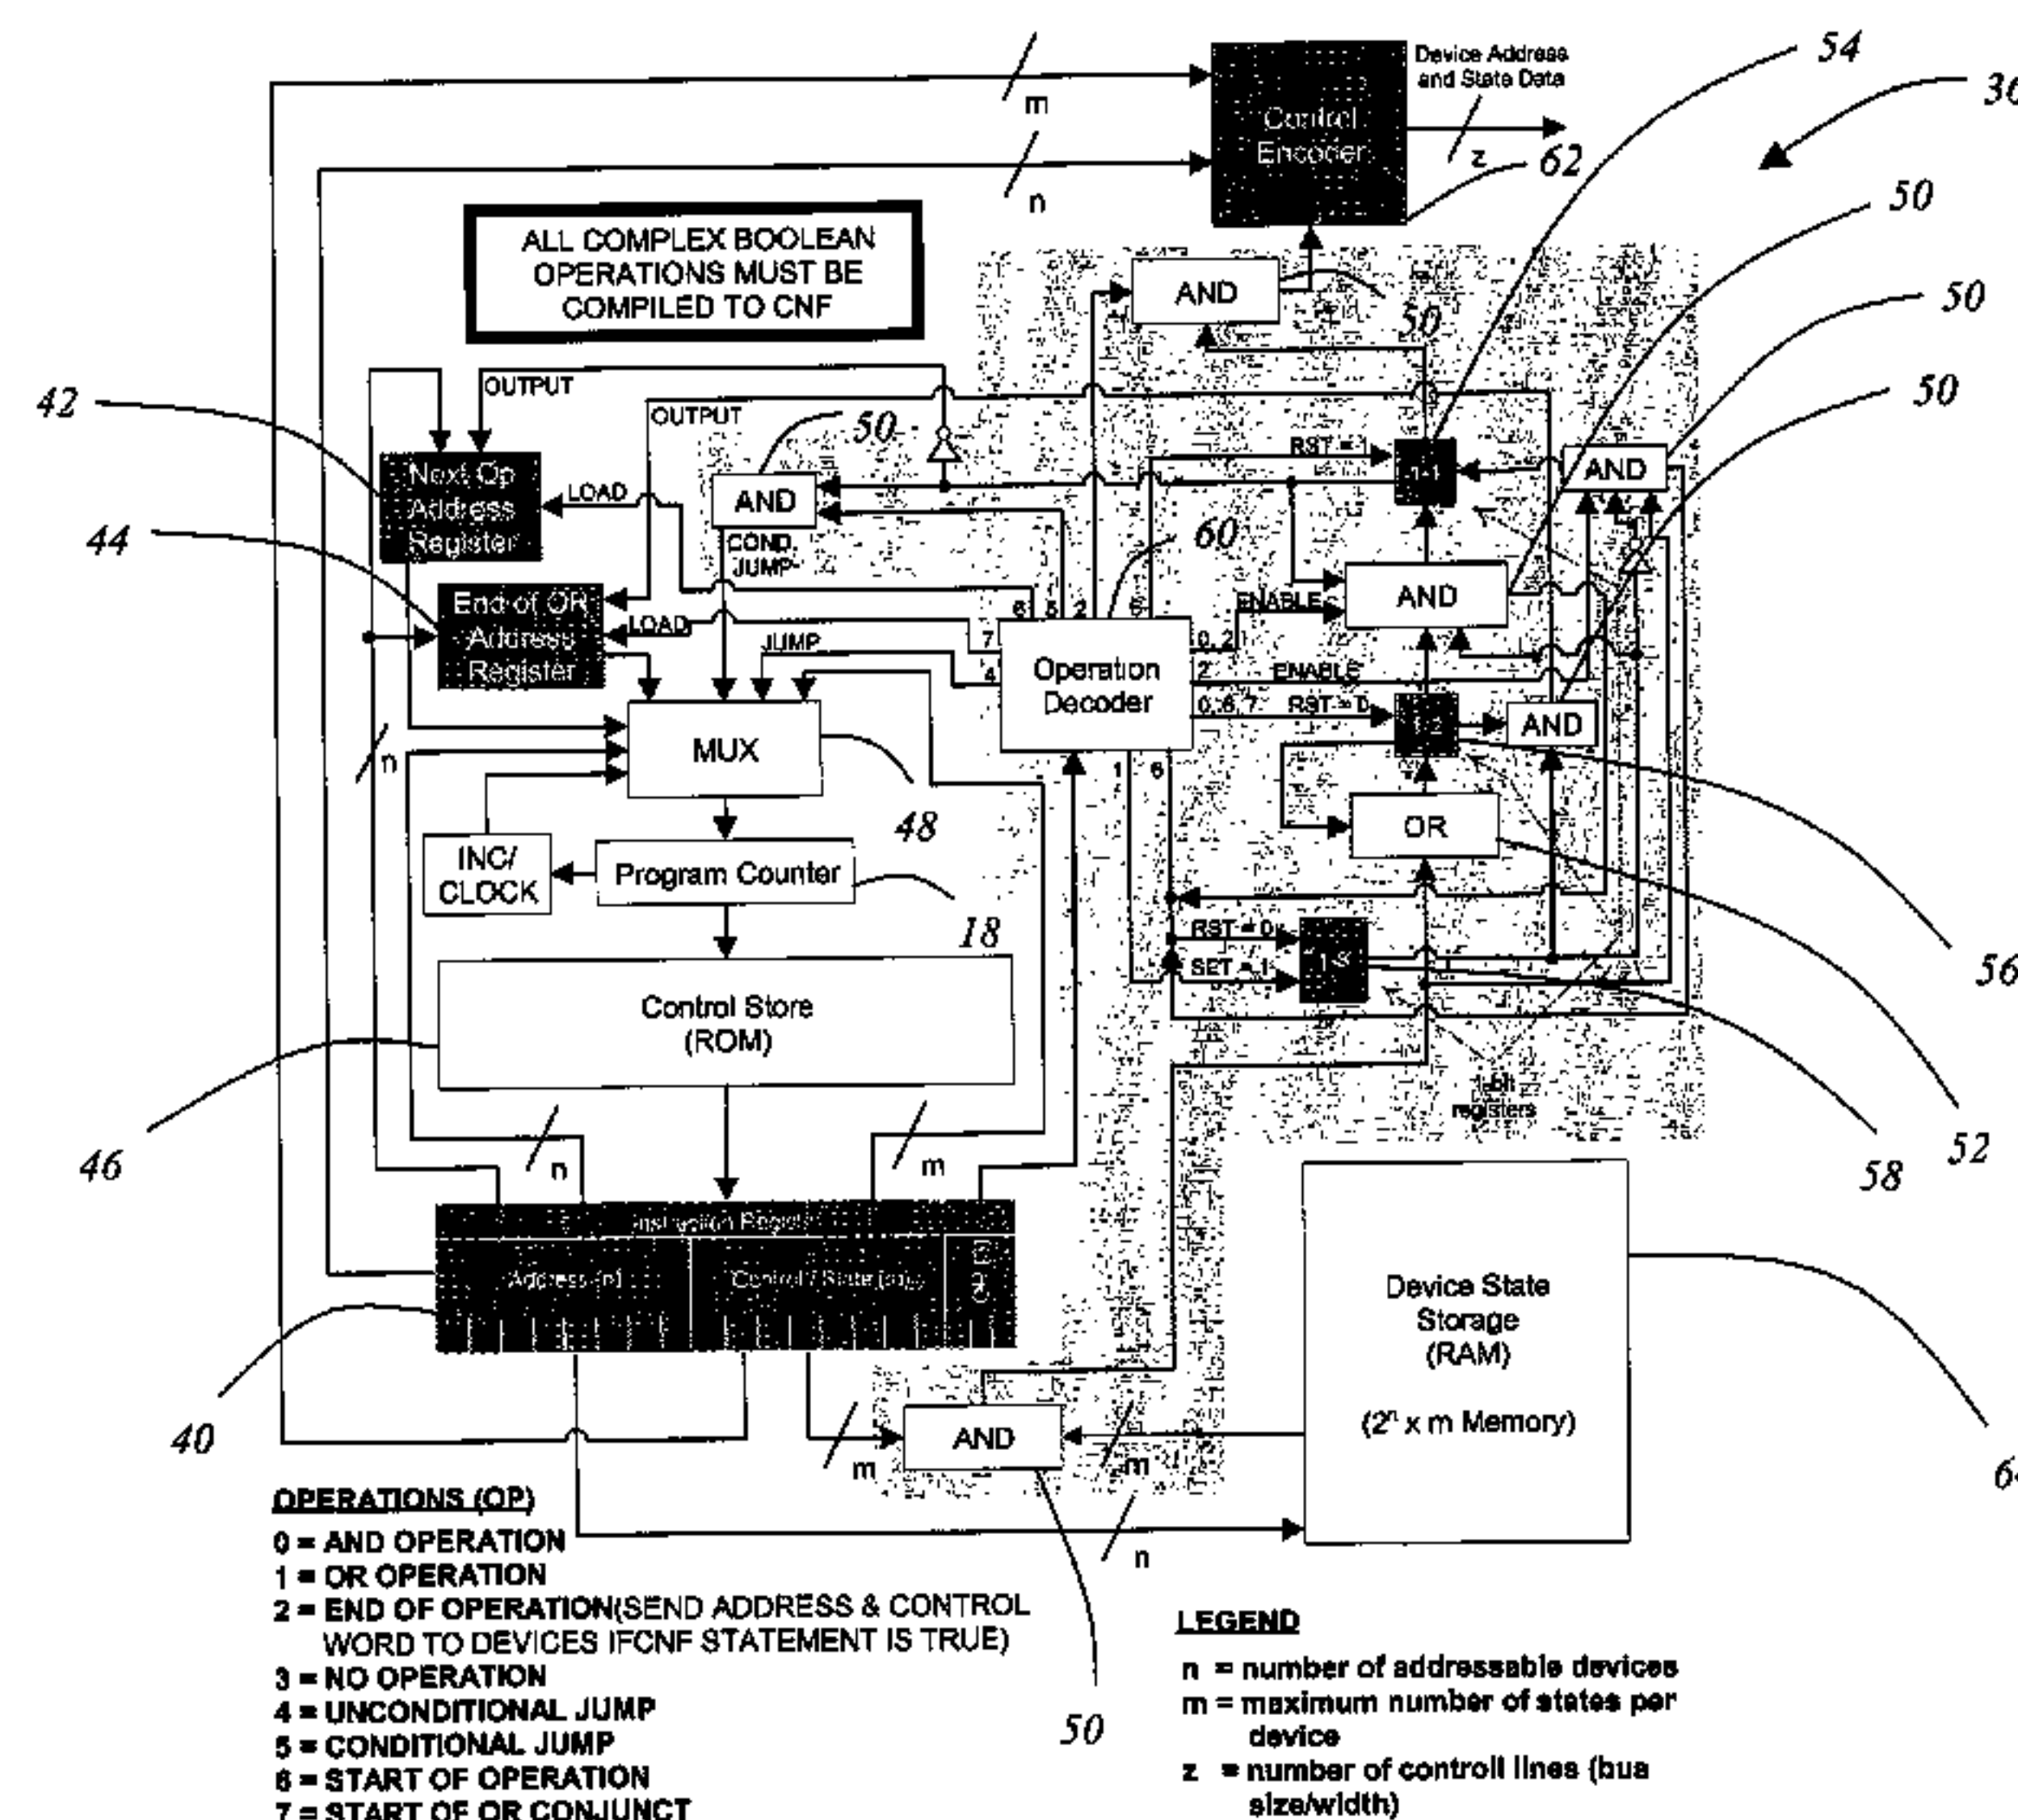 m
Control
Encoder
Device Address
and State Data
z
62
54
36
n
ALL COMPLEX BOOLEAN
OPERATIONS MUST BE
COMPILED TO CNF
AND
50
50
50
50
OUTPUT
OUTPUT
42
Next Op
Address
Register
LOAD
50
AND
COND.
JUMP
RST = 1
AND
44
End of OR
Address
Register
LOAD
JUMP
60
6 5 2
7
4
Operation
Decoder
ENABLE
AND
2
ENABLE
0, 6, 7
RST = 0
AND
1 6
n
MUX
48
OR
INC/
CLOCK
Program Counter
18
RST = 0
SET = 1
56
Control Store
(ROM)
46
1-bit
registers
52
58
n
m
Instruction Register
Address (n)
Control / State (m)
40
Device State
Storage
(RAM)
(2ⁿ x m Memory)
m
AND
m
n
50
OPERATIONS (OP)
0 = AND OPERATION
1 = OR OPERATION
2 = END OF OPERATION(SEND ADDRESS & CONTROL
WORD TO DEVICES IFCNF STATEMENT IS TRUE)
3 = NO OPERATION
4 = UNCONDITIONAL JUMP
5 = CONDITIONAL JUMP
6 = START OF OPERATION
7 = START OF OR CONJUNCT
LEGEND
n = number of addressable devices
m = maximum number of states per
device
z = number of controll lines (bus
size/width)